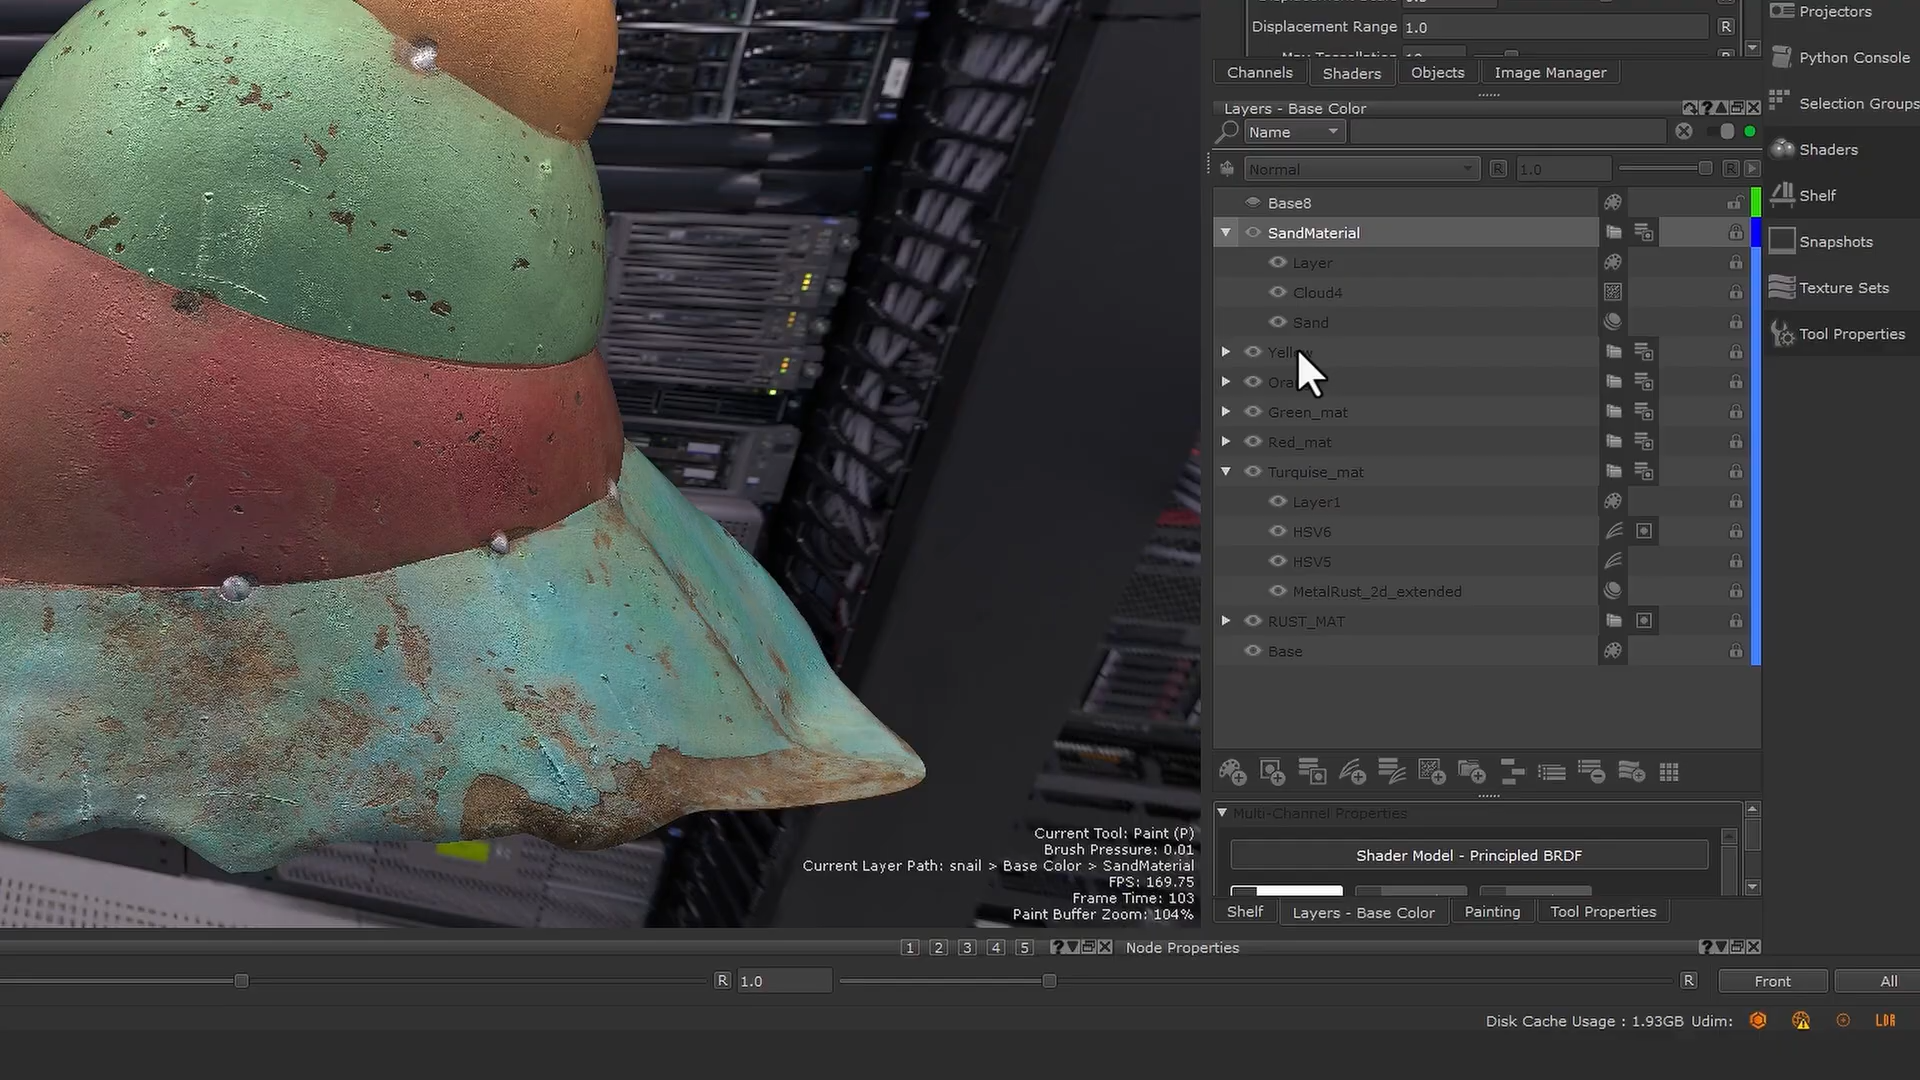 Displacement Range 1.0 R
Channels Shaders Objects Image Manager
Layers - Base Color
Name
Normal R 1.0 R
Base8
SandMaterial
Layer
Cloud4
Sand
Green_mat
Red_mat
Turquise_mat
Layer1
HSV6
HSV5
MetalRust_2d_extended
RUST_MAT
Base
Multi-Channel Properties
Shader Model - Principled BRDF
Shelf Layers - Base Color Painting Tool Properties
Projectors
Python Console
Selection Groups
Shaders
Shelf
Snapshots
Texture Sets
Tool Properties
Current Tool: Paint (P)
Brush Pressure: 0.01
Current Layer Path: snail > Base Color > SandMaterial
FPS: 169.75
Frame Time: 103
Paint Buffer Zoom: 104%
1 2 3 4 5 Node Properties
R 1.0 R Front All
Disk Cache Usage : 1.93GB Udim: LDR